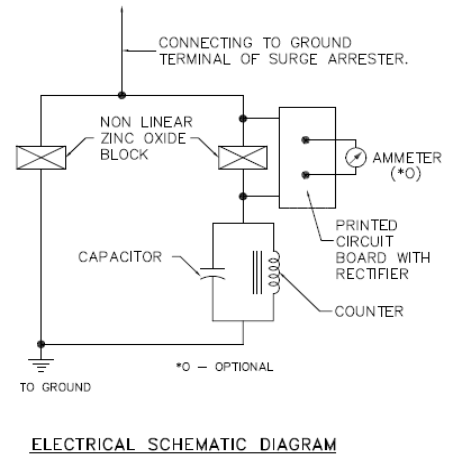 CONNECTING TO GROUND
TERMINAL OF SURGE ARRESTER.
NON LINEAR
ZINC OXIDE
BLOCK
AMMETER
(*O)
PRINTED
CIRCUIT
BOARD WITH
RECTIFIER
CAPACITOR
COUNTER
*O – OPTIONAL
TO GROUND
ELECTRICAL SCHEMATIC DIAGRAM